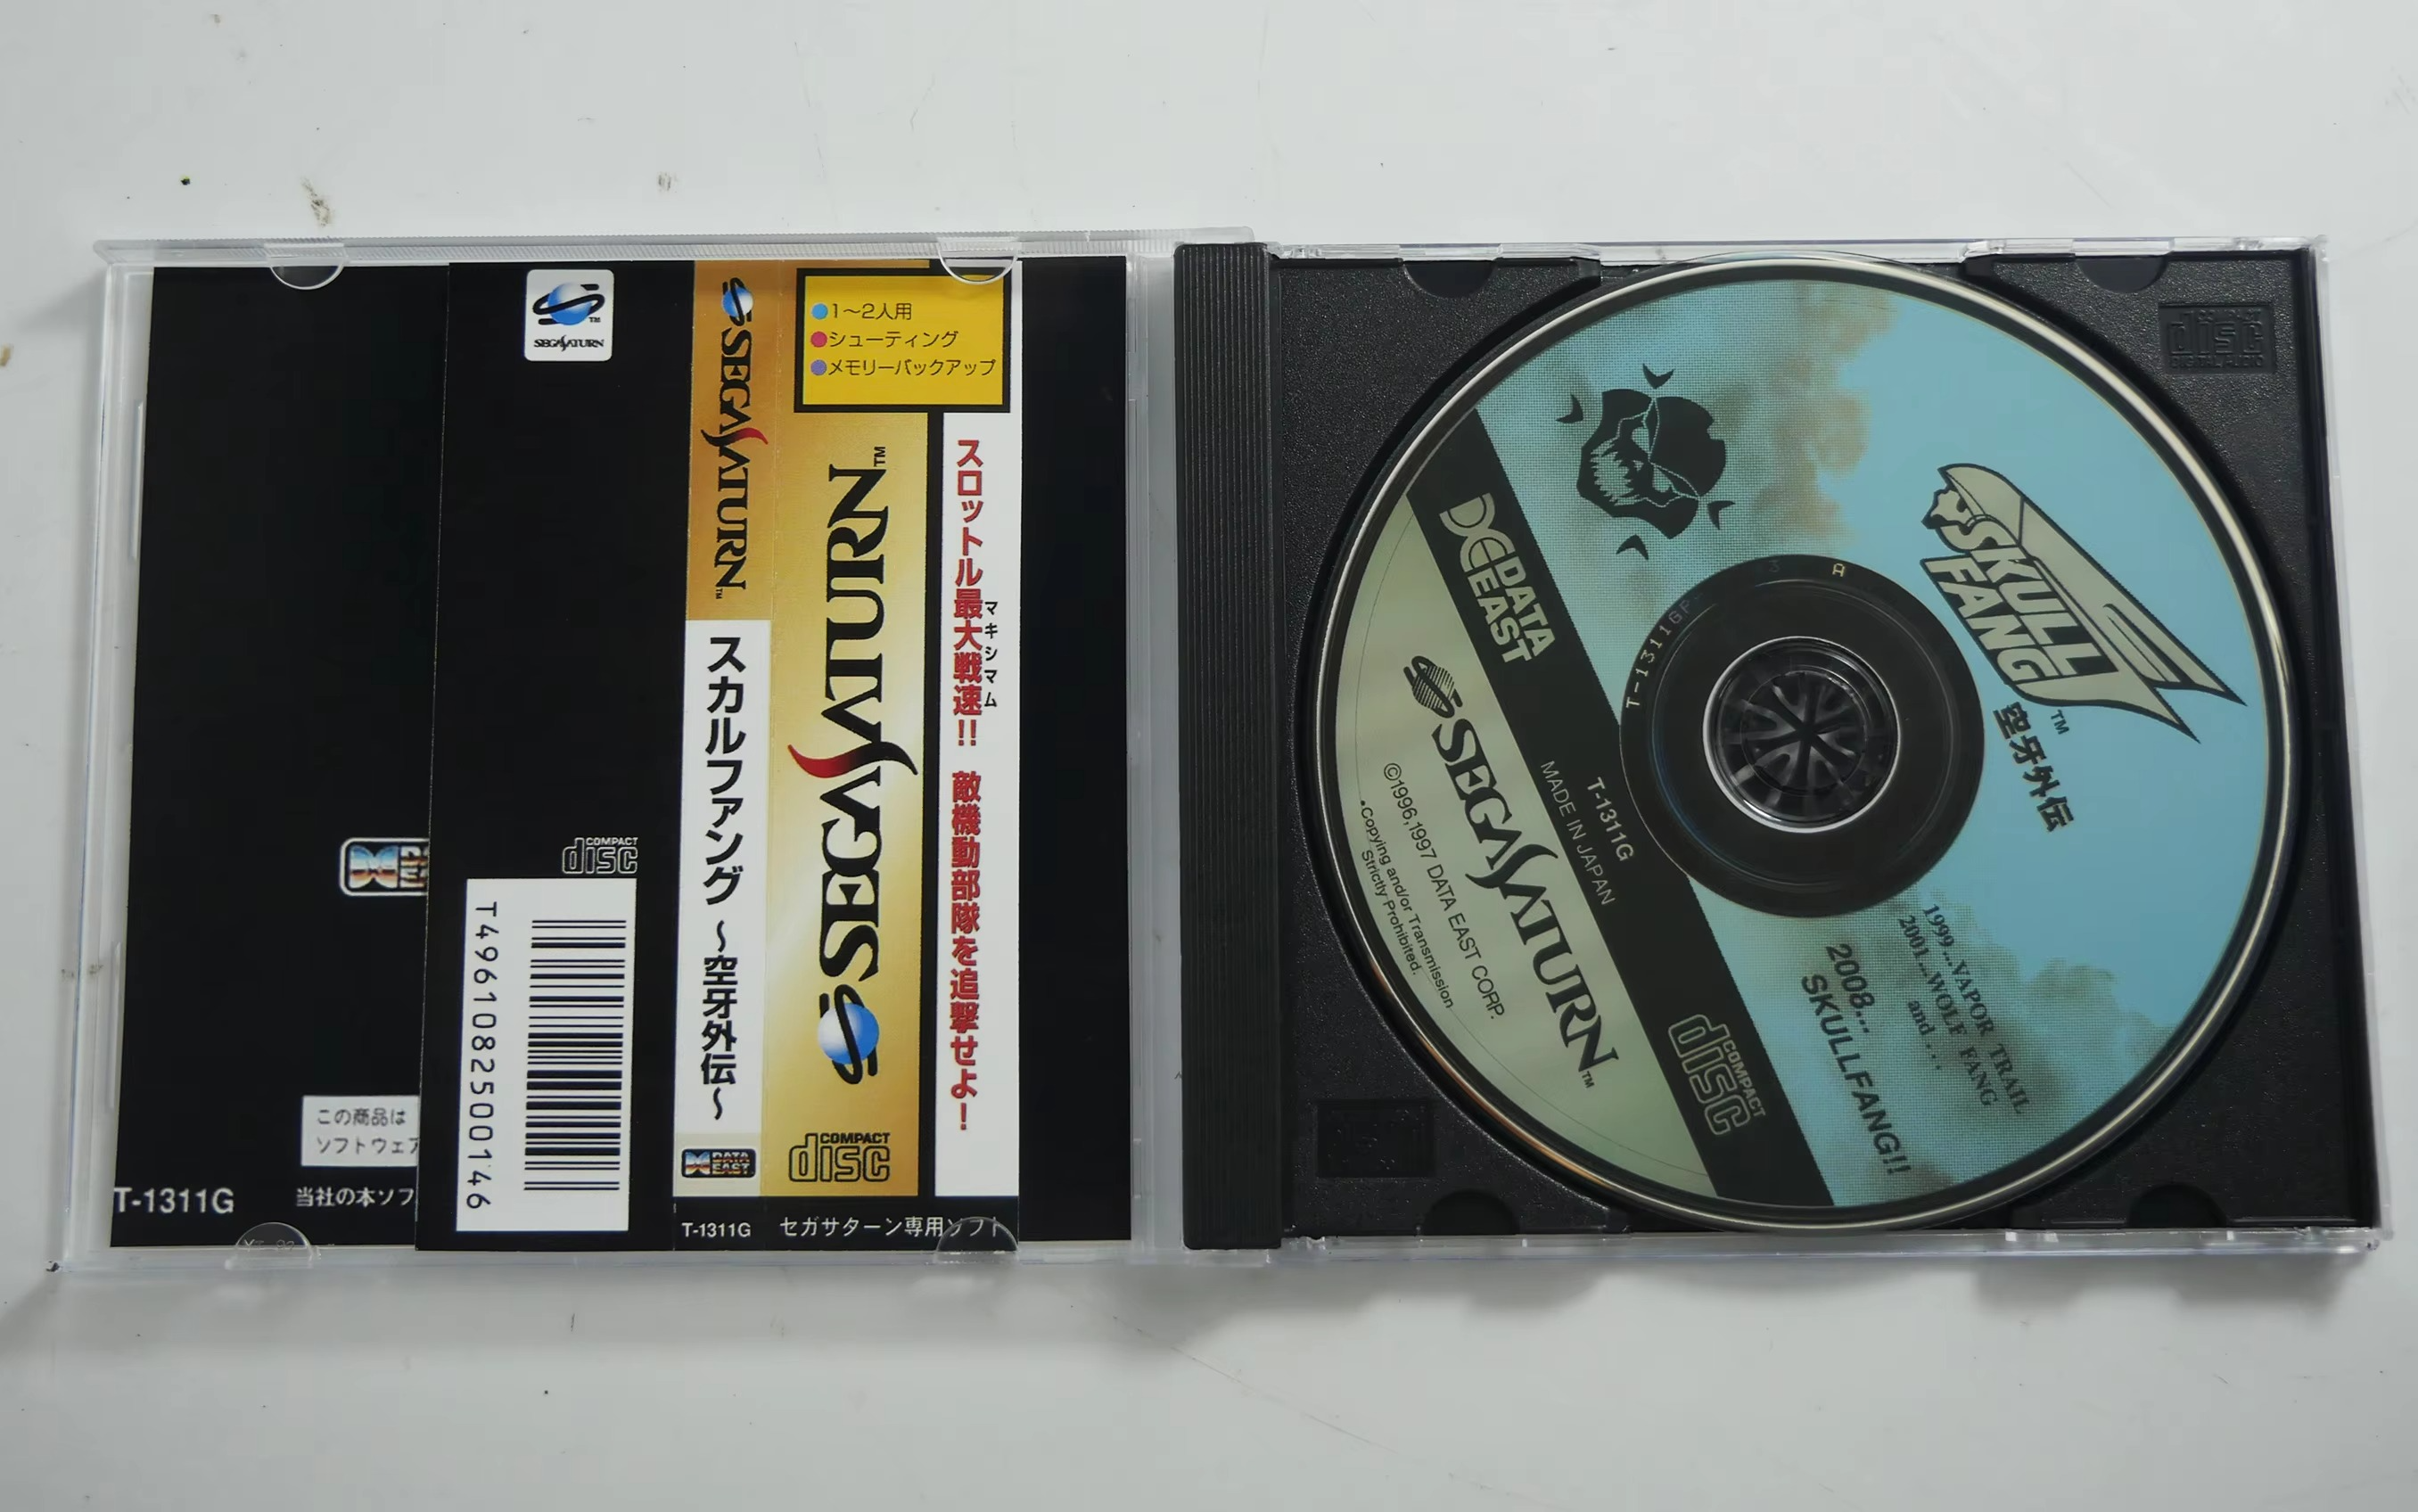 T-1311G
この商品は
ソフトウェア
当社の本ソフ
SEGA SATURN
TM
COMPACT
disc
T4961082500146
SEGA SATURN™
スカルファング ～空牙外伝～
DATA EAST
T-1311G
●1～2人用
●シューティング
●メモリーバックアップ
SEGA SATURN™
COMPACT
disc
スロットル最大戦速!! 敵機動部隊を追撃せよ!
マキシマム
セガサターン専用ソフト
SKULL
FANG
™
空牙外伝
DATA
EAST
SEGA SATURN™
T-1311G
MADE IN JAPAN
©1996,1997 DATA EAST CORP.
•Copying and/or Transmission
Strictly Prohibited.
COMPACT
disc
1999...VAPOR TRAIL
2001...WOLF FANG
and....
2008...
SKULLFANG!!
A
disc